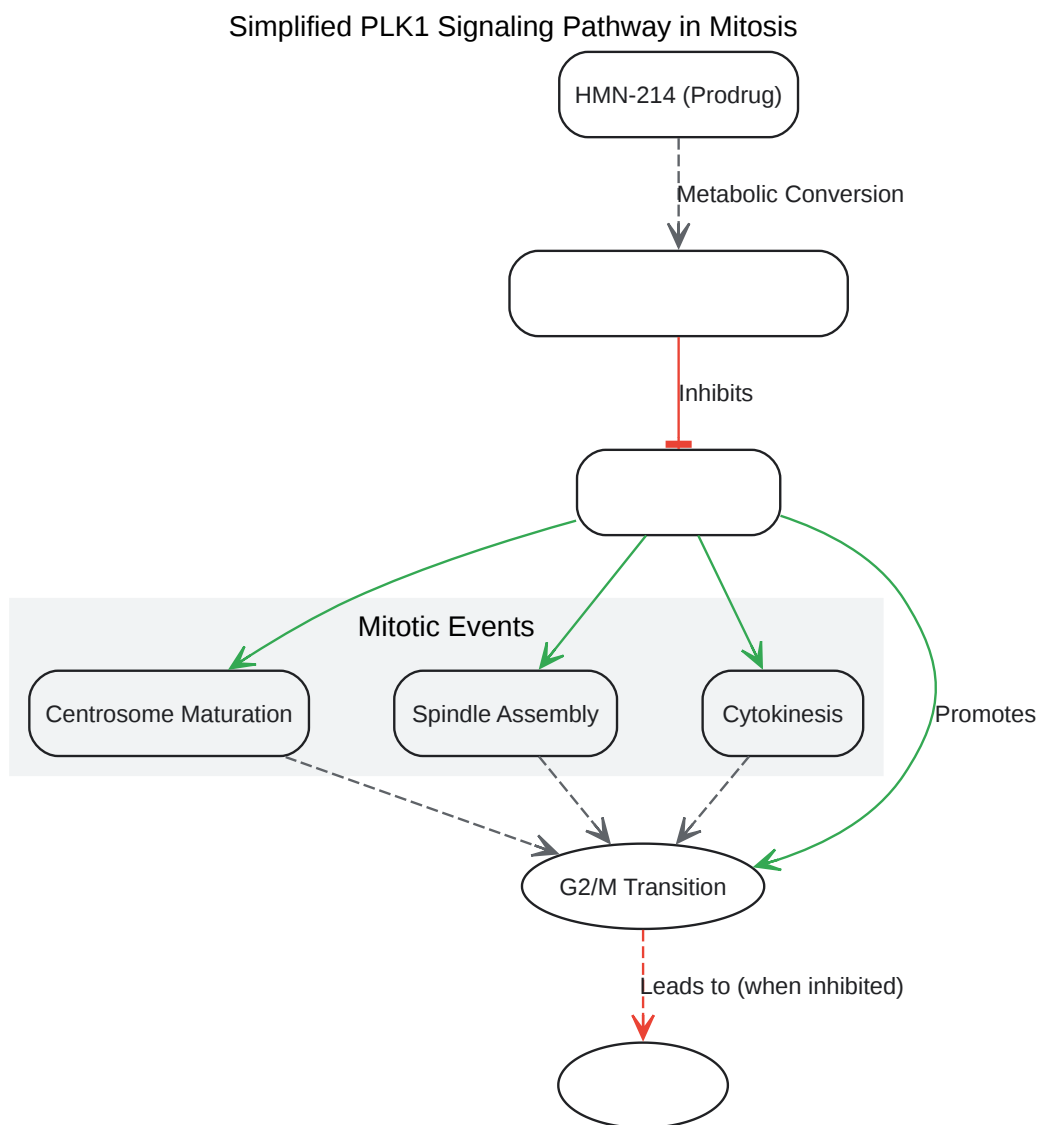 Simplified PLK1 Signaling Pathway in Mitosis
HMN-214 (Prodrug)
Metabolic Conversion
Inhibits
Mitotic Events
Centrosome Maturation
Spindle Assembly
Cytokinesis
Promotes
G2/M Transition
Leads to (when inhibited)